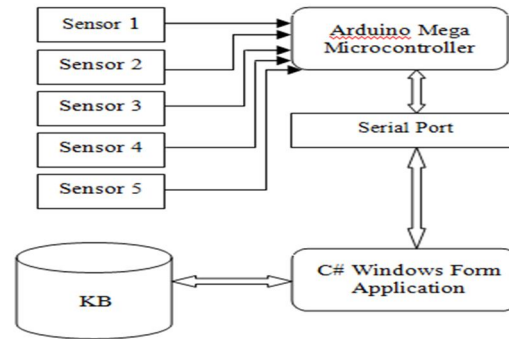 Sensor 1
Sensor 2
Sensor 3
Sensor 4
Sensor 5
Arduino Mega
Microcontroller
Serial Port
C# Windows Form
Application
KB